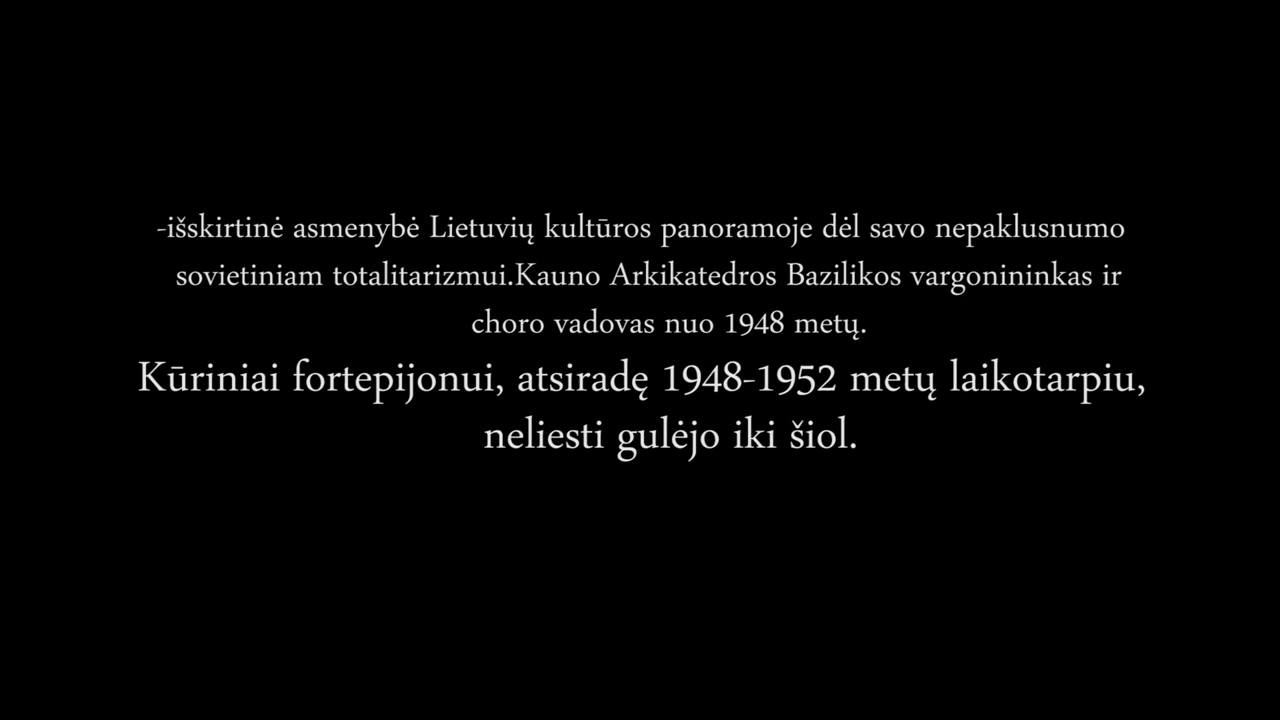 -išskirtinė asmenybė Lietuvių kultūros panoramoje dėl savo nepaklusnumo
sovietiniam totalitarizmui.Kauno Arkikatedros Bazilikos vargonininkas ir
choro vadovas nuo 1948 metų.
Kūriniai fortepijonui, atsiradę 1948-1952 metų laikotarpiu,
neliesti gulėjo iki šiol.